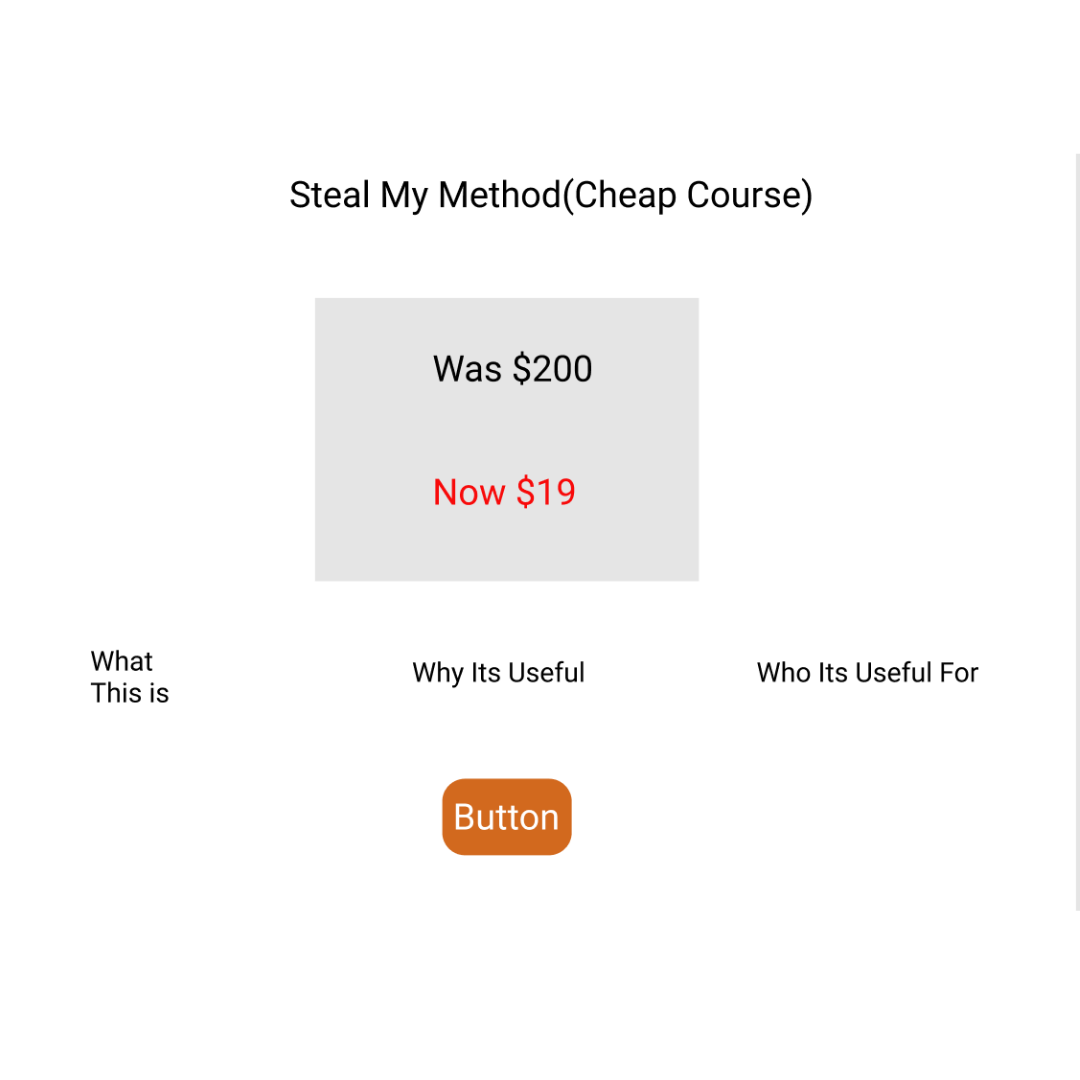 Steal My Method(Cheap Course)
Was $200
Now $19
What
This is
Why Its Useful
Who Its Useful For
Button